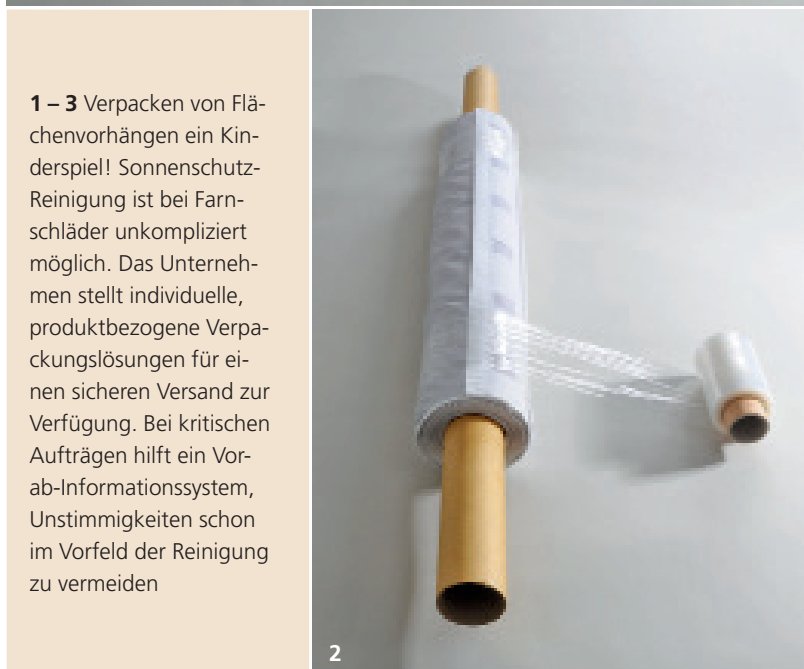 1 – 3 Verpacken von Flä-
chenvorhängen ein Kin-
derspiel! Sonnenschutz-
Reinigung ist bei Farn-
schläder unkompliziert
möglich. Das Unterneh-
men stellt individuelle,
produktbezogene Verpa-
ckungslösungen für ei-
nen sicheren Versand zur
Verfügung. Bei kritischen
Aufträgen hilft ein Vor-
ab-Informationssystem,
Unstimmigkeiten schon
im Vorfeld der Reinigung
zu vermeiden
2